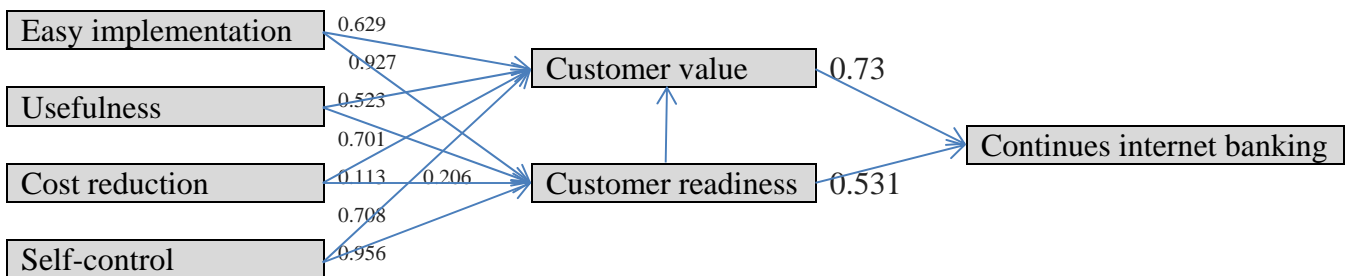 Easy implementation
0.629
0.927
Customer value
0.73
Usefulness
0.523
0.701
Continues internet banking
Cost reduction
0.113
0.206
Customer readiness
0.531
0.708
Self-control
0.956